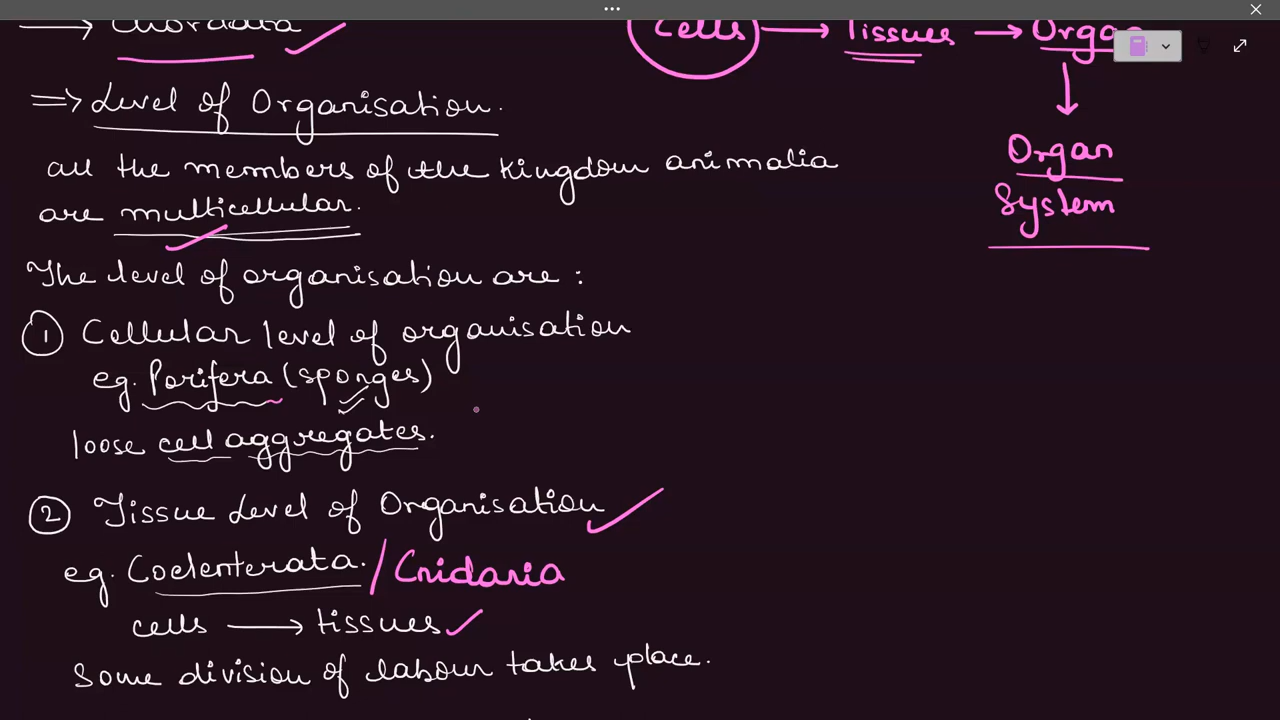 → Chordata
Cells → Tissues → Organ
⇒ Level of Organisation.
Organ
System
all the members of the kingdom animalia
are multicellular.
The level of organisation are :
① Cellular level of organisation
eg. Porifera (sponges)
loose cell aggregates.
② Tissue Level of Organisation
eg. Coelenterata. / Cnidaria
cells → tissues
Some division of labour takes place.